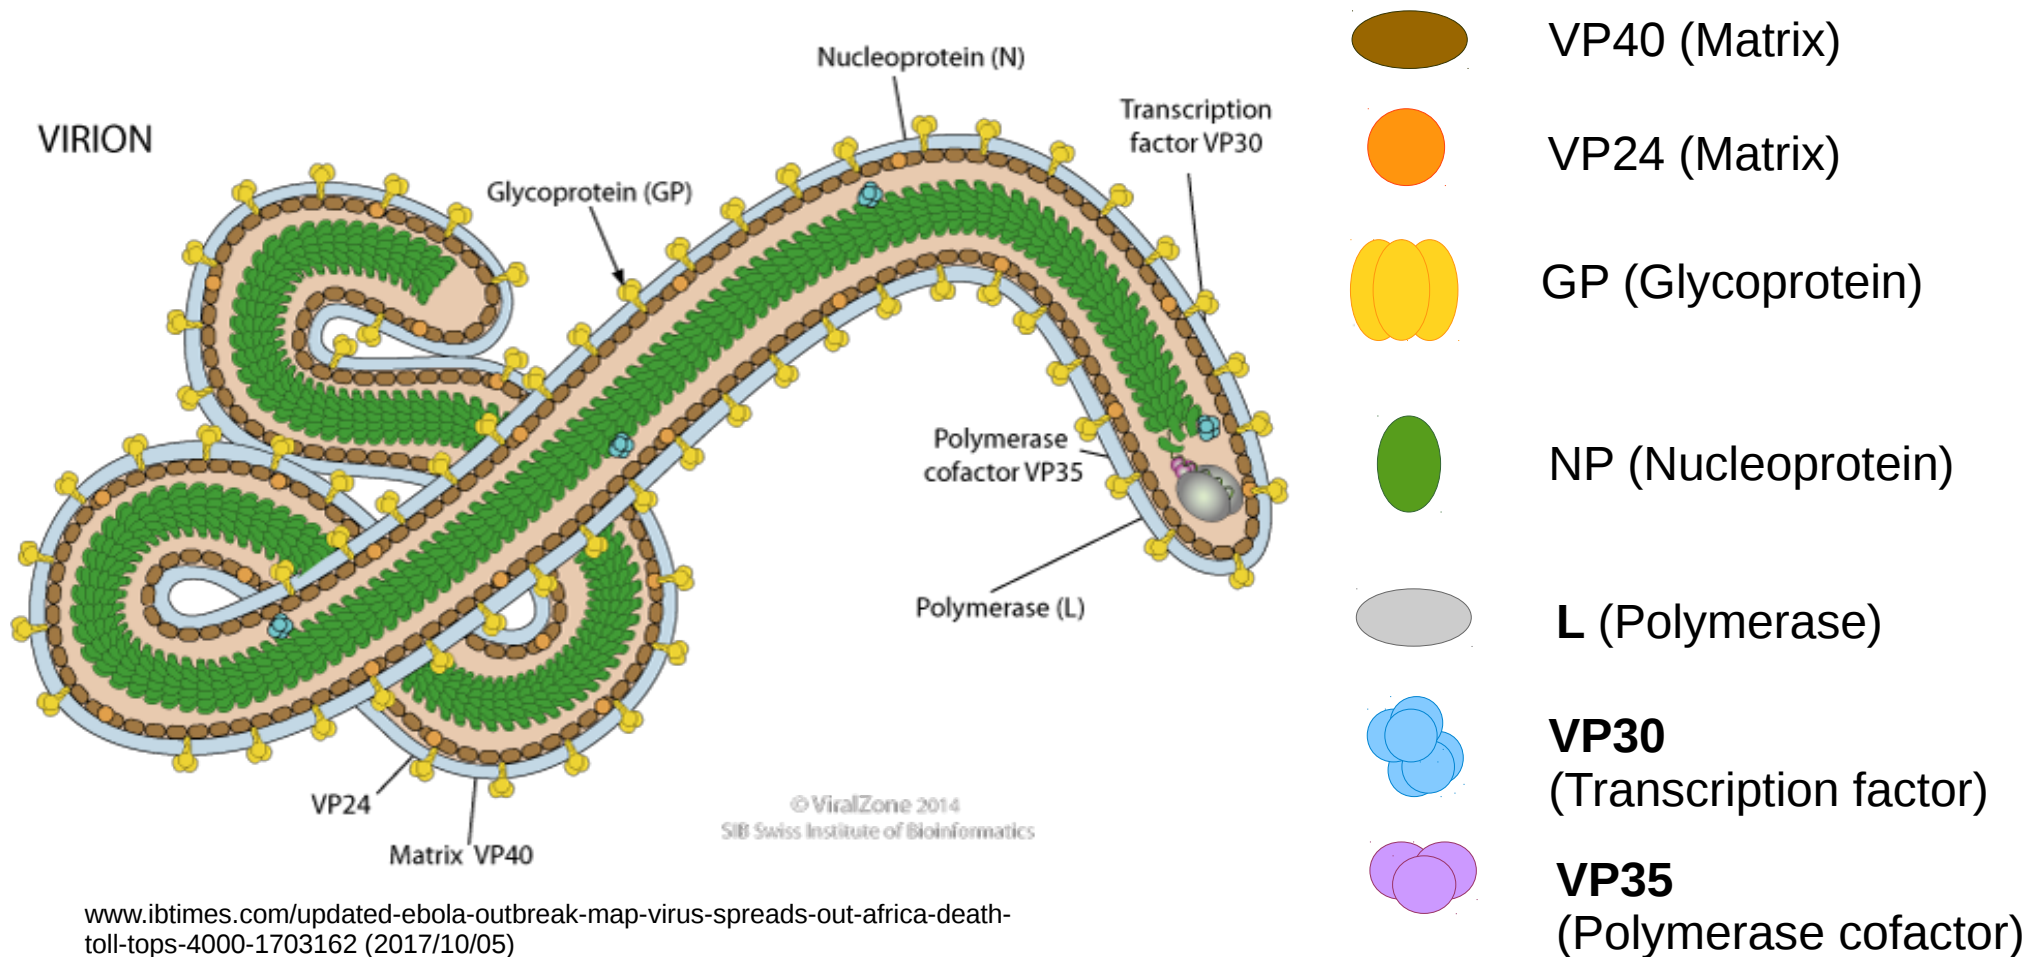 VIRION
Nucleoprotein (N)
Transcription
factor VP30
Glycoprotein (GP)
Polymerase
cofactor VP35
Polymerase (L)
VP24
Matrix VP40
© ViralZone 2014
SIB Swiss Institute of Bioinformatics
www.ibtimes.com/updated-ebola-outbreak-map-virus-spreads-out-africa-death-
toll-tops-4000-1703162 (2017/10/05)
VP40 (Matrix)
VP24 (Matrix)
GP (Glycoprotein)
NP (Nucleoprotein)
L (Polymerase)
VP30
(Transcription factor)
VP35
(Polymerase cofactor)